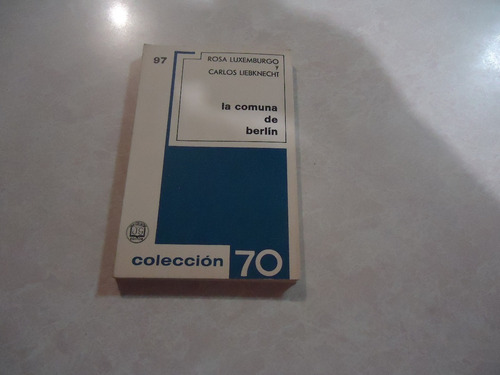 97
ROSA LUXEMBURGO
Y
CARLOS LIEBKNECHT
la comuna
de
berlín
colección 70